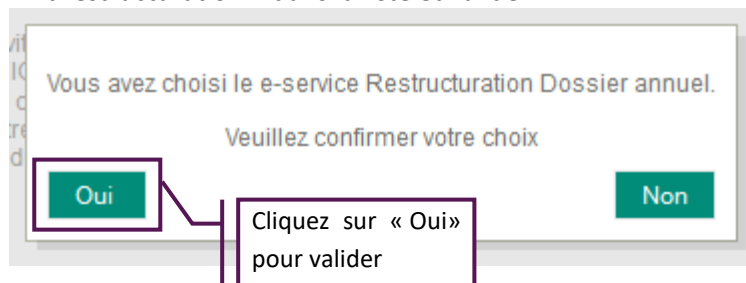 Vous avez choisi le e-service Restructuration Dossier annuel.
Veuillez confirmer votre choix
Oui
Non
Cliquez sur « Oui»
pour valider